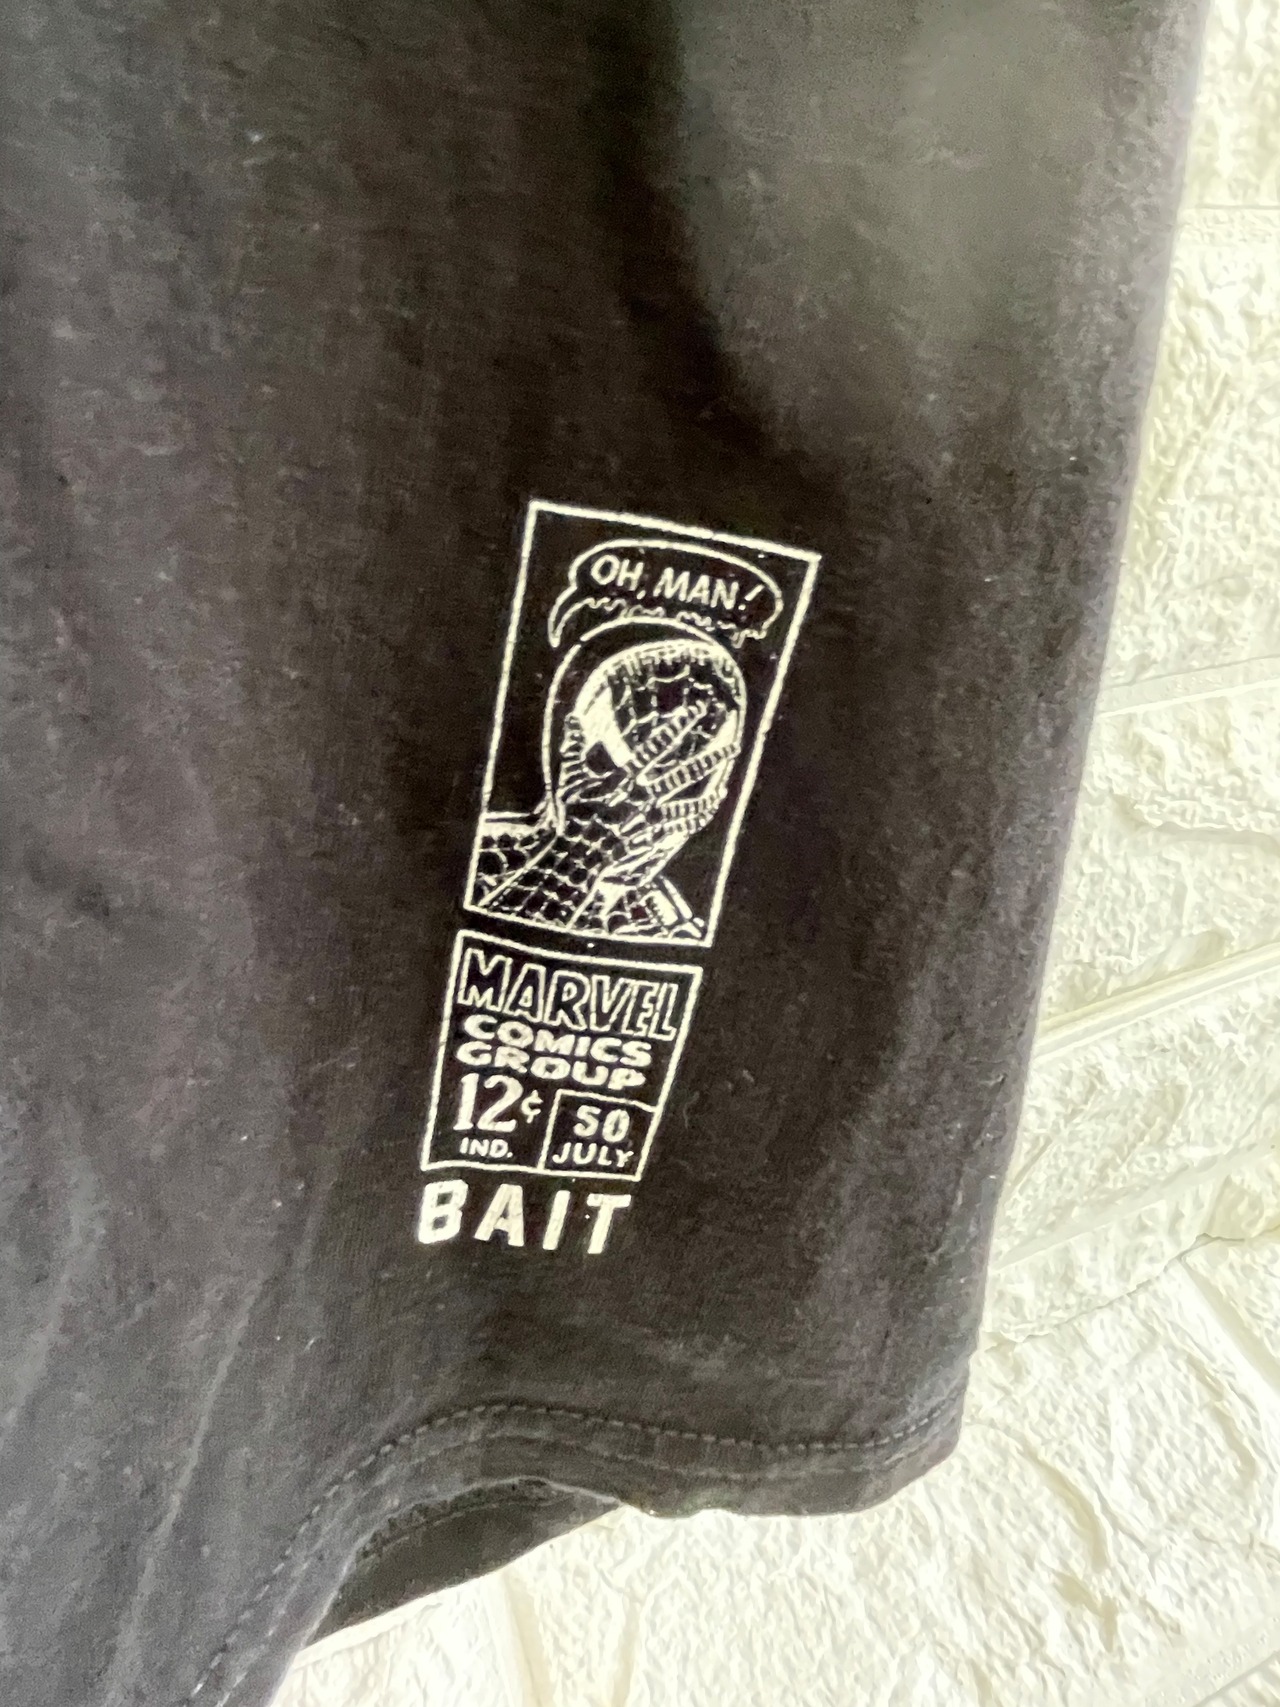 OH, MAN!
MARVEL
COMICS
GROUP
12¢
IND.
50
JULY
BAIT